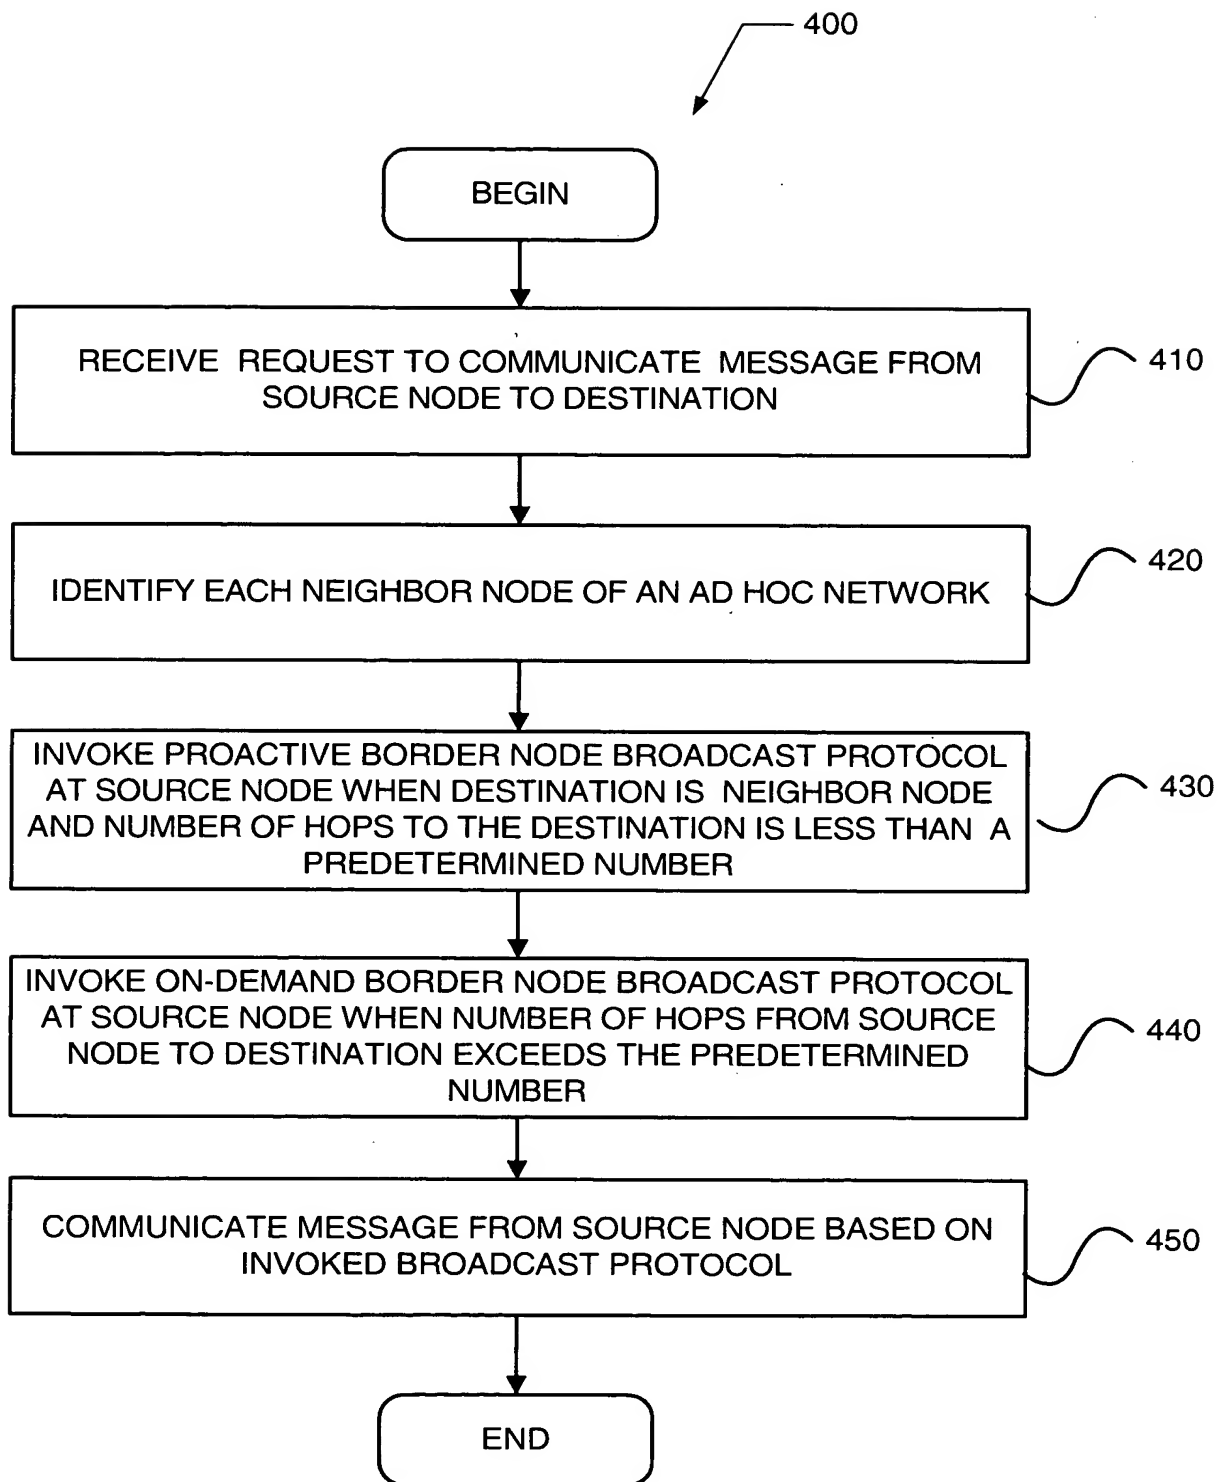 400
BEGIN
RECEIVE REQUEST TO COMMUNICATE MESSAGE FROM
SOURCE NODE TO DESTINATION
410
IDENTIFY EACH NEIGHBOR NODE OF AN AD HOC NETWORK
420
INVOKE PROACTIVE BORDER NODE BROADCAST PROTOCOL
AT SOURCE NODE WHEN DESTINATION IS NEIGHBOR NODE
AND NUMBER OF HOPS TO THE DESTINATION IS LESS THAN A
PREDETERMINED NUMBER
430
INVOKE ON-DEMAND BORDER NODE BROADCAST PROTOCOL
AT SOURCE NODE WHEN NUMBER OF HOPS FROM SOURCE
NODE TO DESTINATION EXCEEDS THE PREDETERMINED
NUMBER
440
COMMUNICATE MESSAGE FROM SOURCE NODE BASED ON
INVOKED BROADCAST PROTOCOL
450
END